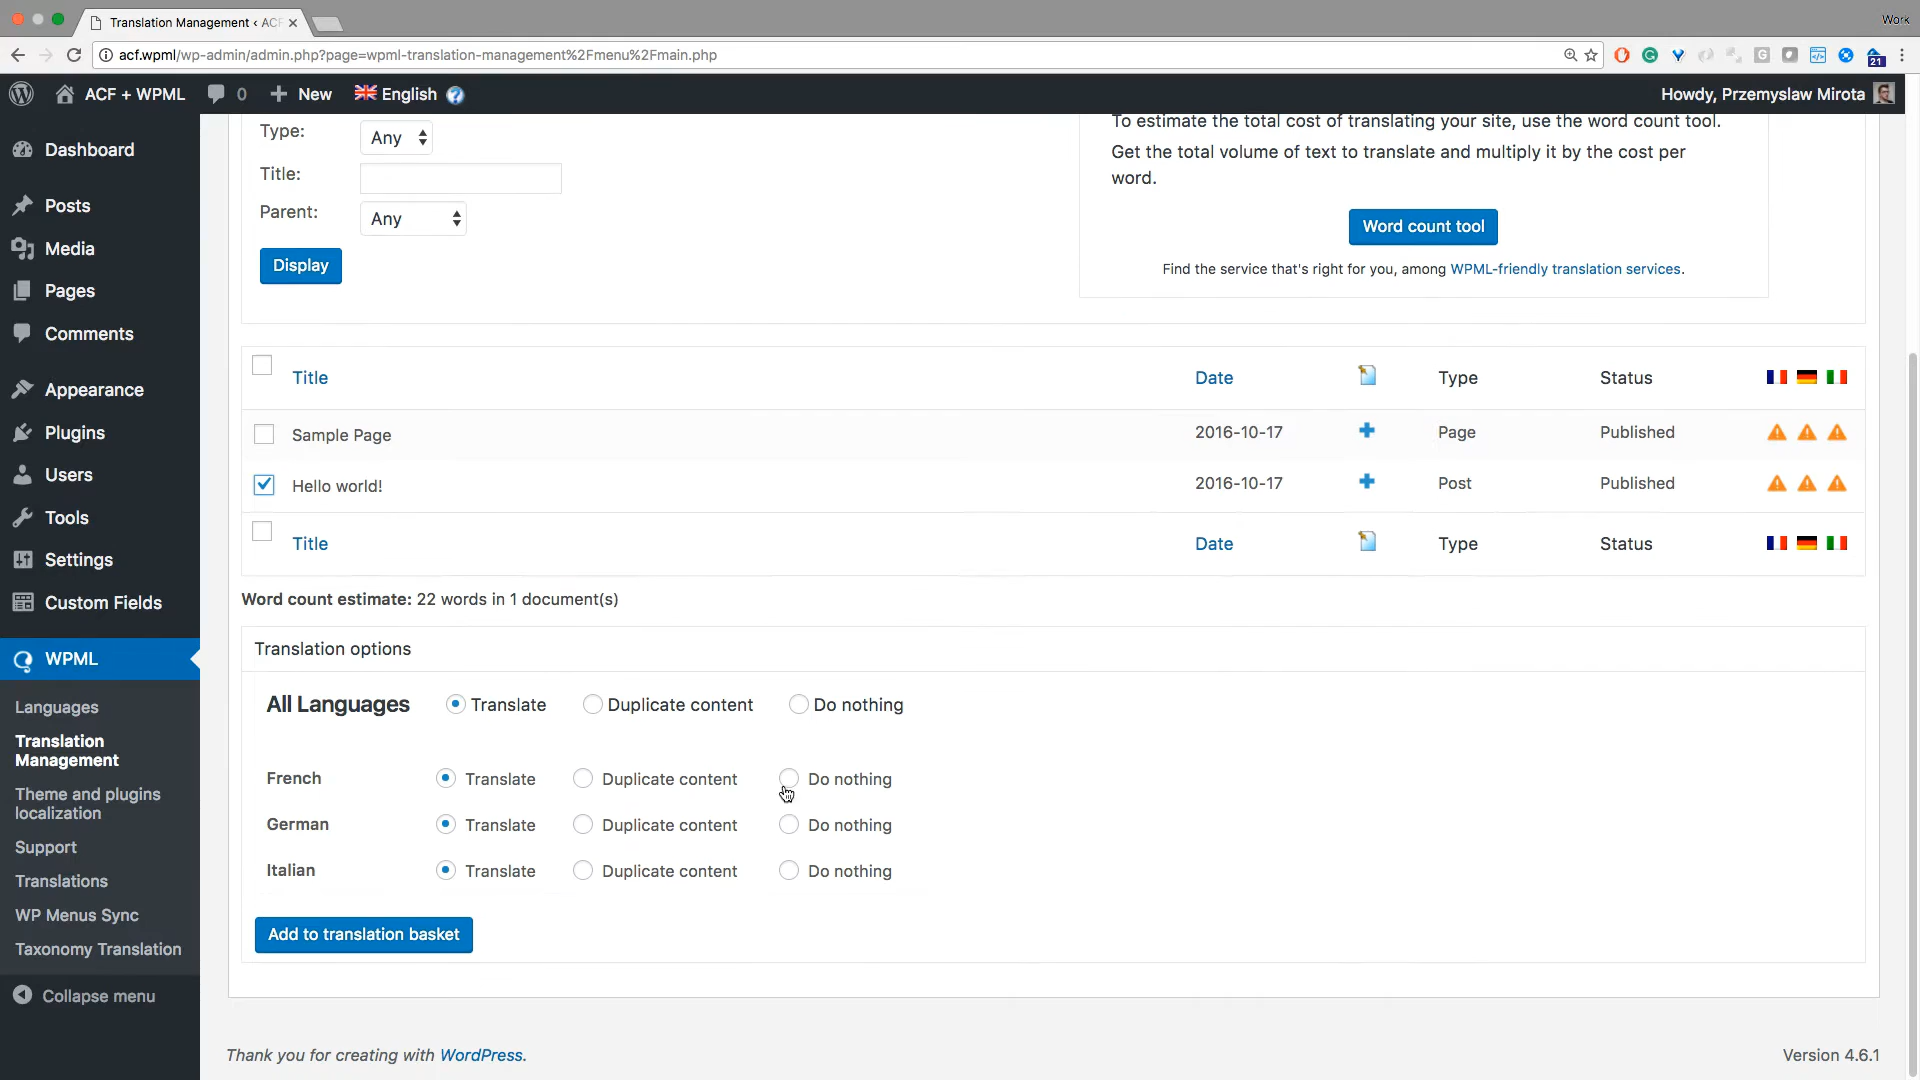 Translation Management ‹ ACF
Work
acf.wpml/wp-admin/admin.php?page=wpml-translation-management%2Fmenu%2Fmain.php
21
ACF + WPML
0
New
English
Howdy, Przemyslaw Mirota
Dashboard
Posts
Media
Pages
Comments
Appearance
Plugins
Users
Tools
Settings
Custom Fields
WPML
Languages
Translation
Management
Theme and plugins
localization
Support
Translations
WP Menus Sync
Taxonomy Translation
Collapse menu
Type:
Any
Title:
Parent:
Any
Display
To estimate the total cost of translating your site, use the word count tool.
Get the total volume of text to translate and multiply it by the cost per
word.
Word count tool
Find the service that's right for you, among WPML-friendly translation services.
Title Date Type Status
Sample Page 2016-10-17 Page Published
Hello world! 2016-10-17 Post Published
Title Date Type Status
Word count estimate: 22 words in 1 document(s)
Translation options
All Languages Translate Duplicate content Do nothing
French Translate Duplicate content Do nothing
German Translate Duplicate content Do nothing
Italian Translate Duplicate content Do nothing
Add to translation basket
Thank you for creating with WordPress.
Version 4.6.1